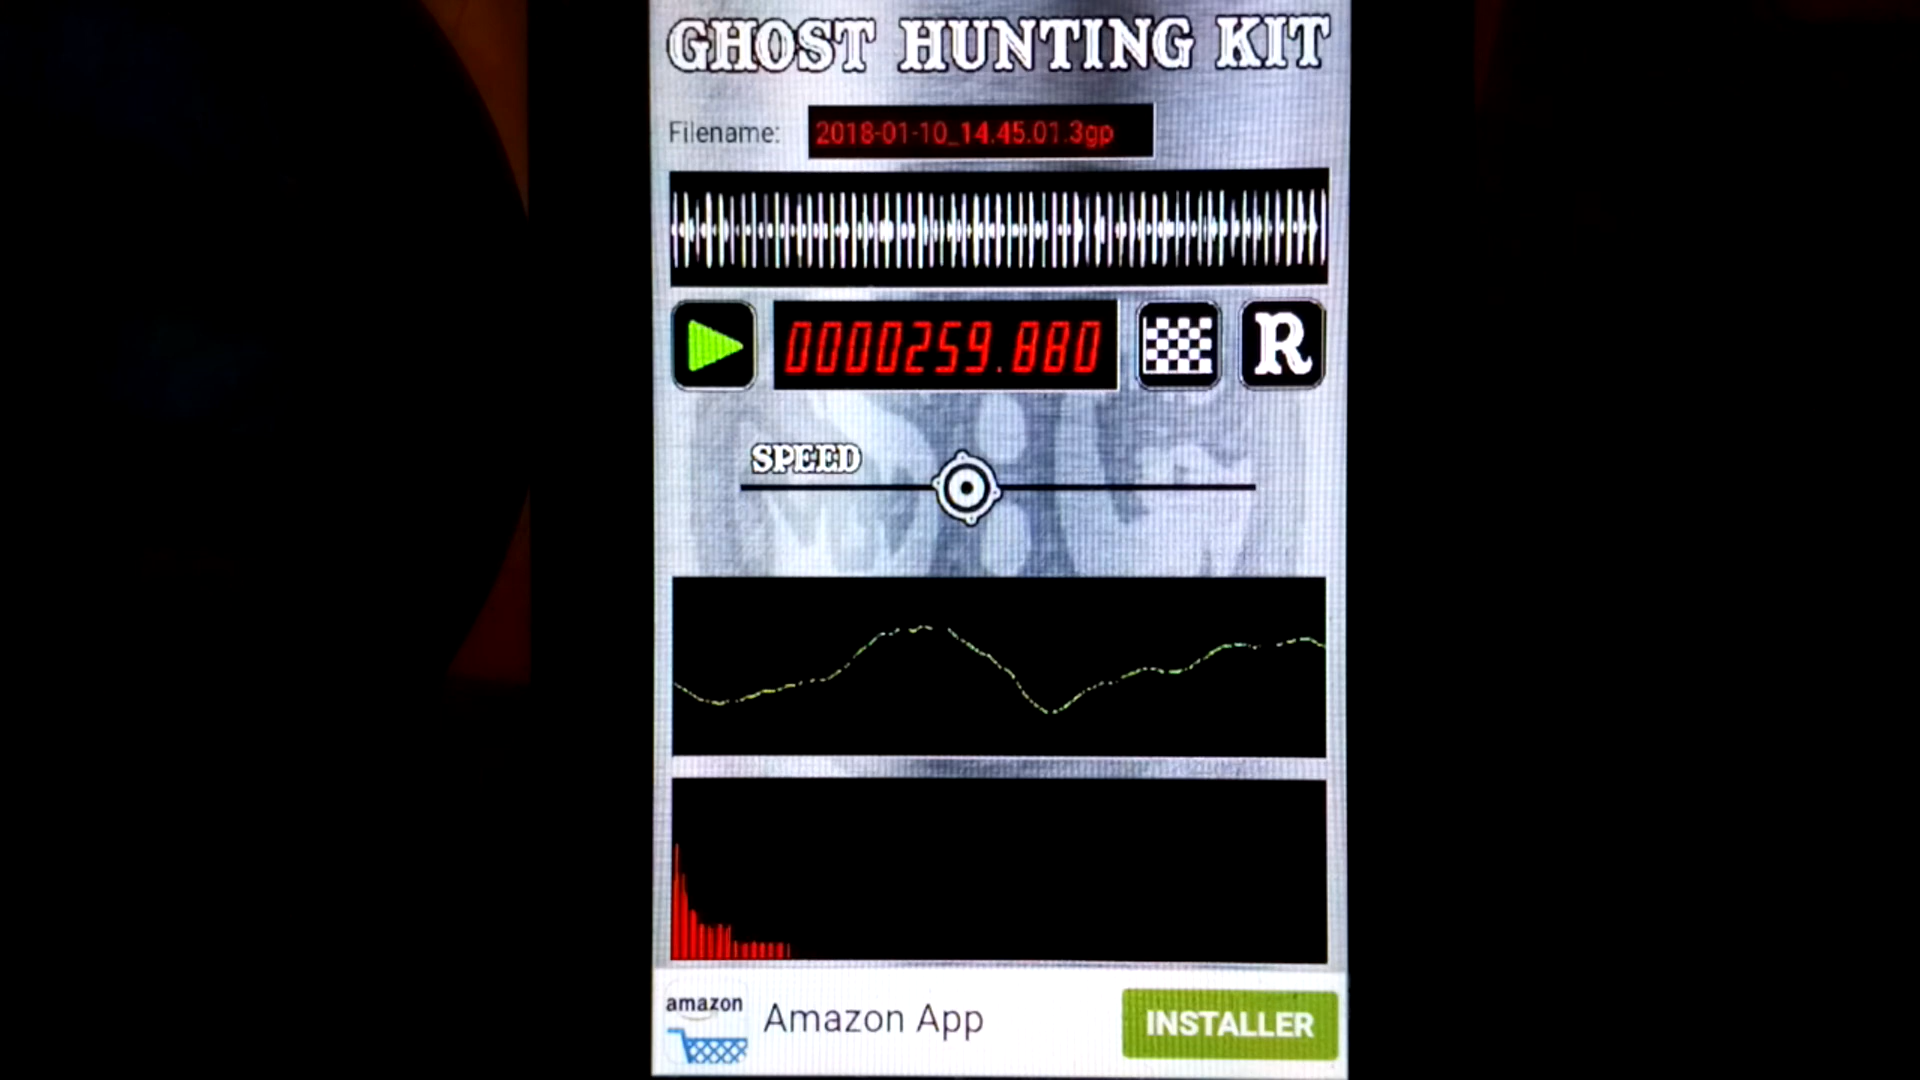 GHOST HUNTING KIT
Filename: 2018-01-10_14.45.01.3gp
0000259.880
R
SPEED
amazon
Amazon App
INSTALLER